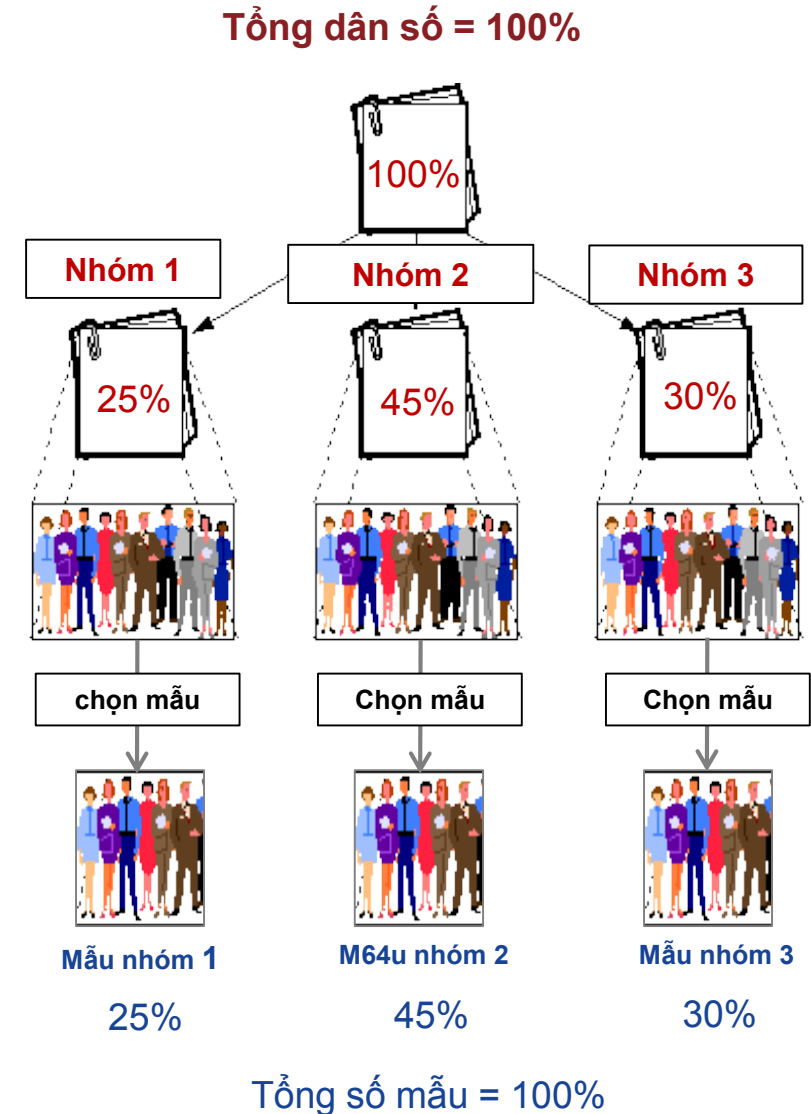 Tổng dân số = 100%
100%
Nhóm 1
Nhóm 2
Nhóm 3
25%
45%
30%
chọn mẫu
Chọn mẫu
Chọn mẫu
Mẫu nhóm 1
M64u nhóm 2
Mẫu nhóm 3
25%
45%
30%
Tổng số mẫu = 100%